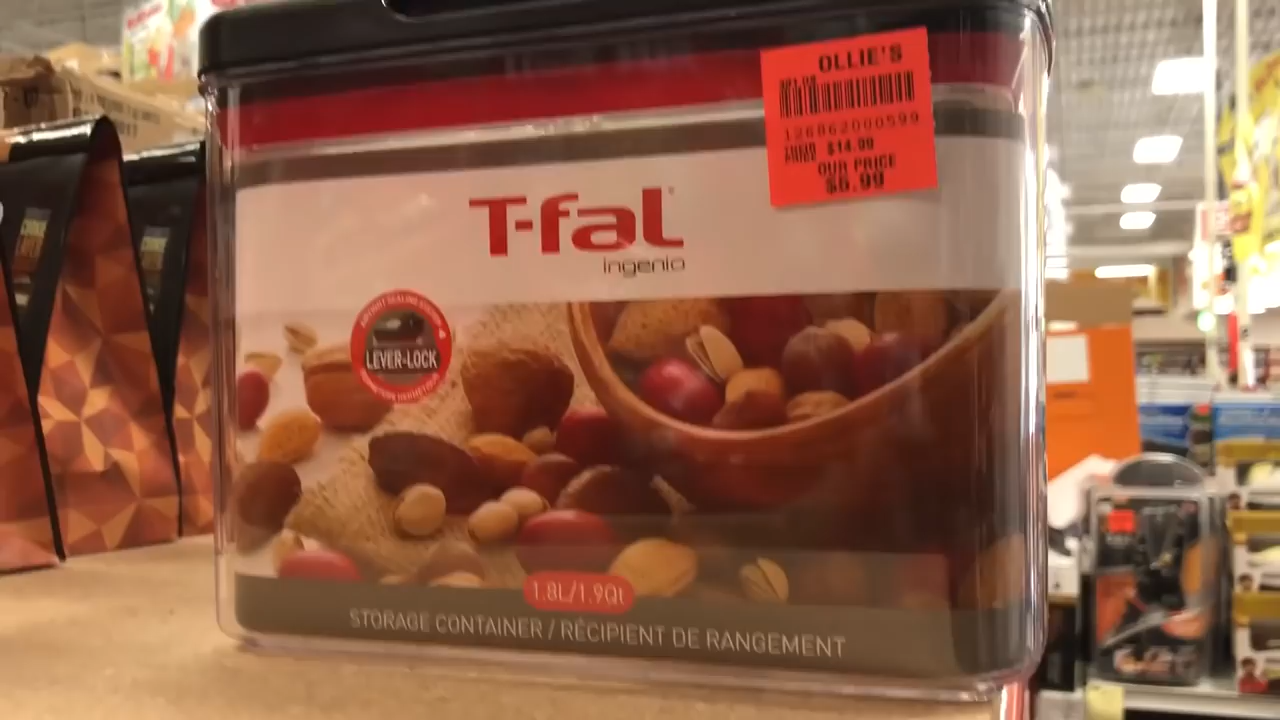 OLLIE'S
126862000599
$14.99
OUR PRICE
$5.99
T-fal
ingenio
LEVER-LOCK
1.8L/1.9Qt
STORAGE CONTAINER / RÉCIPIENT DE RANGEMENT